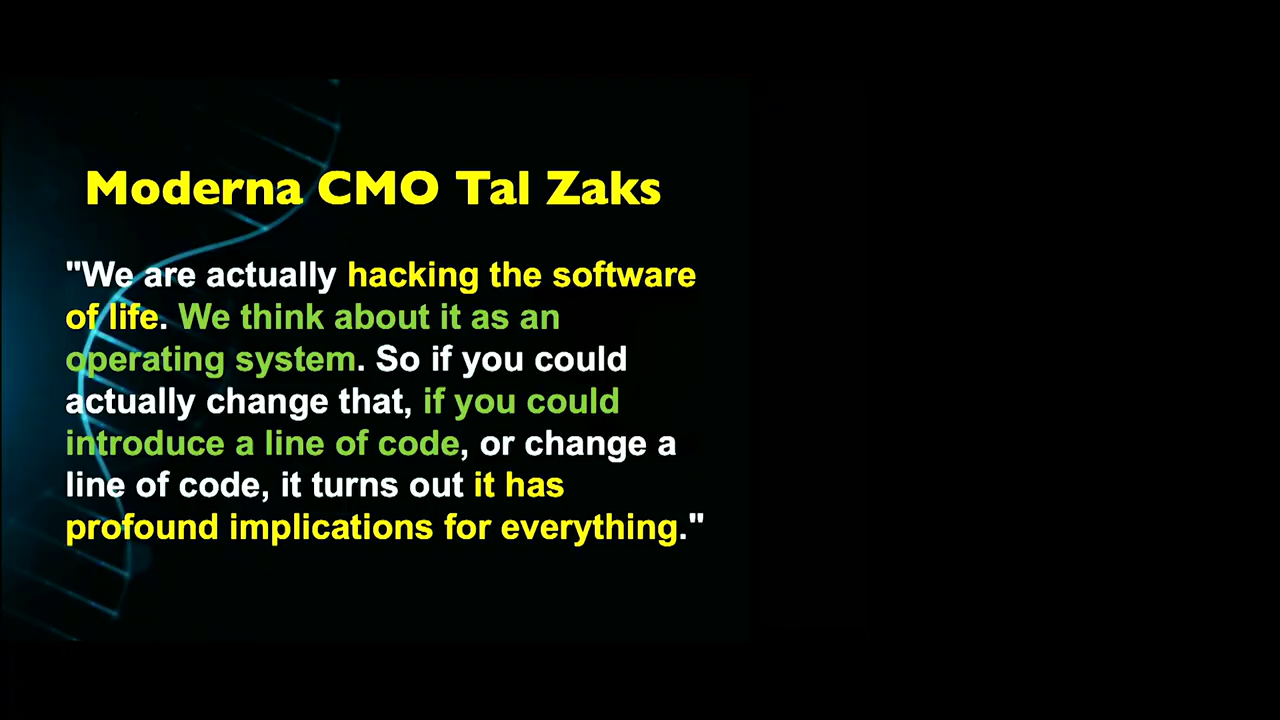 Moderna CMO Tal Zaks
"We are actually hacking the software
of life. We think about it as an
operating system. So if you could
actually change that, if you could
introduce a line of code, or change a
line of code, it turns out it has
profound implications for everything."